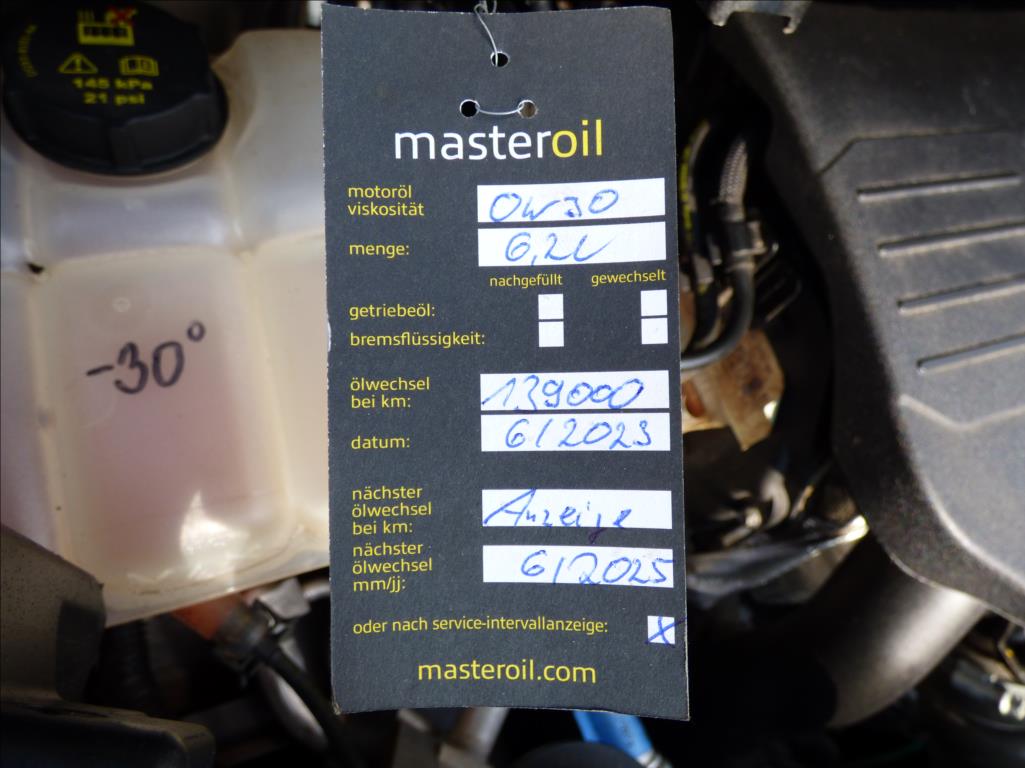 145 kPa
21 psi
-30°
masteroil
motoröl
viskosität
0W30
menge:
6,2L
nachgefüllt gewechselt
getriebeöl:
bremsflüssigkeit:
ölwechsel
bei km:
139000
datum:
6/2023
nächster
ölwechsel
bei km:
Anzeige
nächster
ölwechsel
mm/jj:
6/2025
oder nach service-intervallanzeige: X
masteroil.com